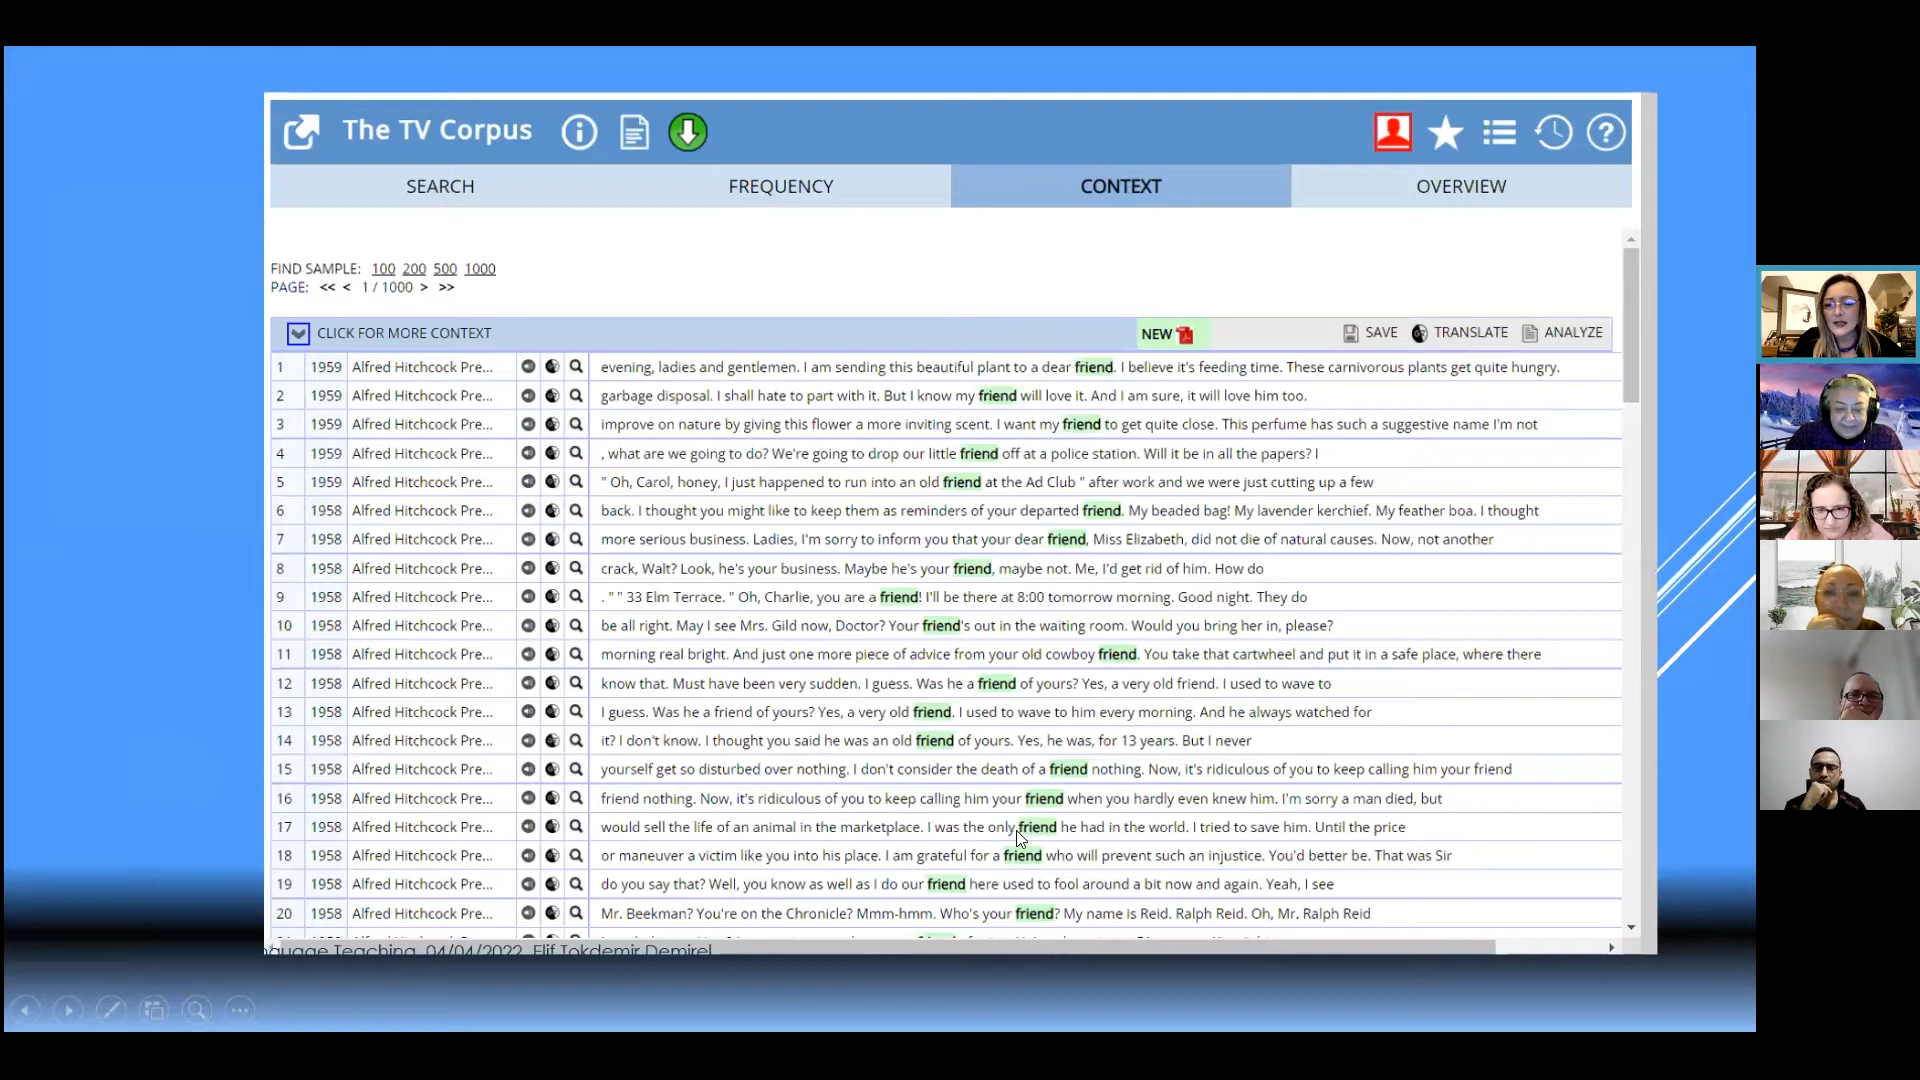 The TV Corpus
SEARCH FREQUENCY CONTEXT OVERVIEW
FIND SAMPLE: 100 200 500 1000
PAGE: << < 1 / 1000 > >>
CLICK FOR MORE CONTEXT NEW SAVE TRANSLATE ANALYZE
1 1959 Alfred Hitchcock Pre... evening, ladies and gentlemen. I am sending this beautiful plant to a dear friend. I believe it's feeding time. These carnivorous plants get quite hungry.
2 1959 Alfred Hitchcock Pre... garbage disposal. I shall hate to part with it. But I know my friend will love it. And I am sure, it will love him too.
3 1959 Alfred Hitchcock Pre... improve on nature by giving this flower a more inviting scent. I want my friend to get quite close. This perfume has such a suggestive name I'm not
4 1959 Alfred Hitchcock Pre... , what are we going to do? We're going to drop our little friend off at a police station. Will it be in all the papers? I
5 1959 Alfred Hitchcock Pre... " Oh, Carol, honey, I just happened to run into an old friend at the Ad Club " after work and we were just cutting up a few
6 1958 Alfred Hitchcock Pre... back. I thought you might like to keep them as reminders of your departed friend. My beaded bag! My lavender kerchief. My feather boa. I thought
7 1958 Alfred Hitchcock Pre... more serious business. Ladies, I'm sorry to inform you that your dear friend, Miss Elizabeth, did not die of natural causes. Now, not another
8 1958 Alfred Hitchcock Pre... crack, Walt? Look, he's your business. Maybe he's your friend, maybe not. Me, I'd get rid of him. How do
9 1958 Alfred Hitchcock Pre... . " " 33 Elm Terrace. " Oh, Charlie, you are a friend! I'll be there at 8:00 tomorrow morning. Good night. They do
10 1958 Alfred Hitchcock Pre... be all right. May I see Mrs. Gild now, Doctor? Your friend's out in the waiting room. Would you bring her in, please?
11 1958 Alfred Hitchcock Pre... morning real bright. And just one more piece of advice from your old cowboy friend. You take that cartwheel and put it in a safe place, where there
12 1958 Alfred Hitchcock Pre... know that. Must have been very sudden. I guess. Was he a friend of yours? Yes, a very old friend. I used to wave to
13 1958 Alfred Hitchcock Pre... I guess. Was he a friend of yours? Yes, a very old friend. I used to wave to him every morning. And he always watched for
14 1958 Alfred Hitchcock Pre... it? I don't know. I thought you said he was an old friend of yours. Yes, he was, for 13 years. But I never
15 1958 Alfred Hitchcock Pre... yourself get so disturbed over nothing. I don't consider the death of a friend nothing. Now, it's ridiculous of you to keep calling him your friend
16 1958 Alfred Hitchcock Pre... friend nothing. Now, it's ridiculous of you to keep calling him your friend when you hardly even knew him. I'm sorry a man died, but
17 1958 Alfred Hitchcock Pre... would sell the life of an animal in the marketplace. I was the only friend he had in the world. I tried to save him. Until the price
18 1958 Alfred Hitchcock Pre... or maneuver a victim like you into his place. I am grateful for a friend who will prevent such an injustice. You'd better be. That was Sir
19 1958 Alfred Hitchcock Pre... do you say that? Well, you know as well as I do our friend here used to fool around a bit now and again. Yeah, I see
20 1958 Alfred Hitchcock Pre... Mr. Beekman? You're on the Chronicle? Mmm-hmm. Who's your friend? My name is Reid. Ralph Reid. Oh, Mr. Ralph Reid
nguage Teaching, 04/04/2022, Elif Tokdemir Demirel